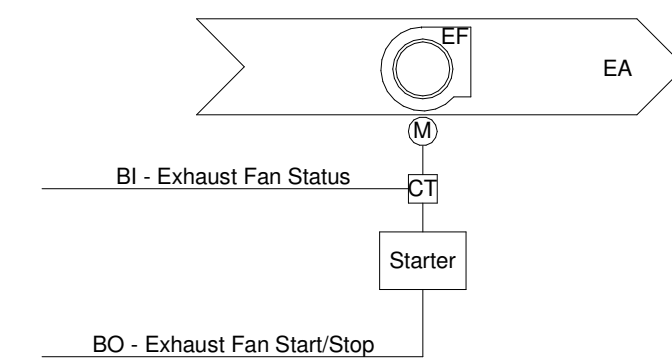 EF
EA
M
BI - Exhaust Fan Status
CT
Starter
BO - Exhaust Fan Start/Stop